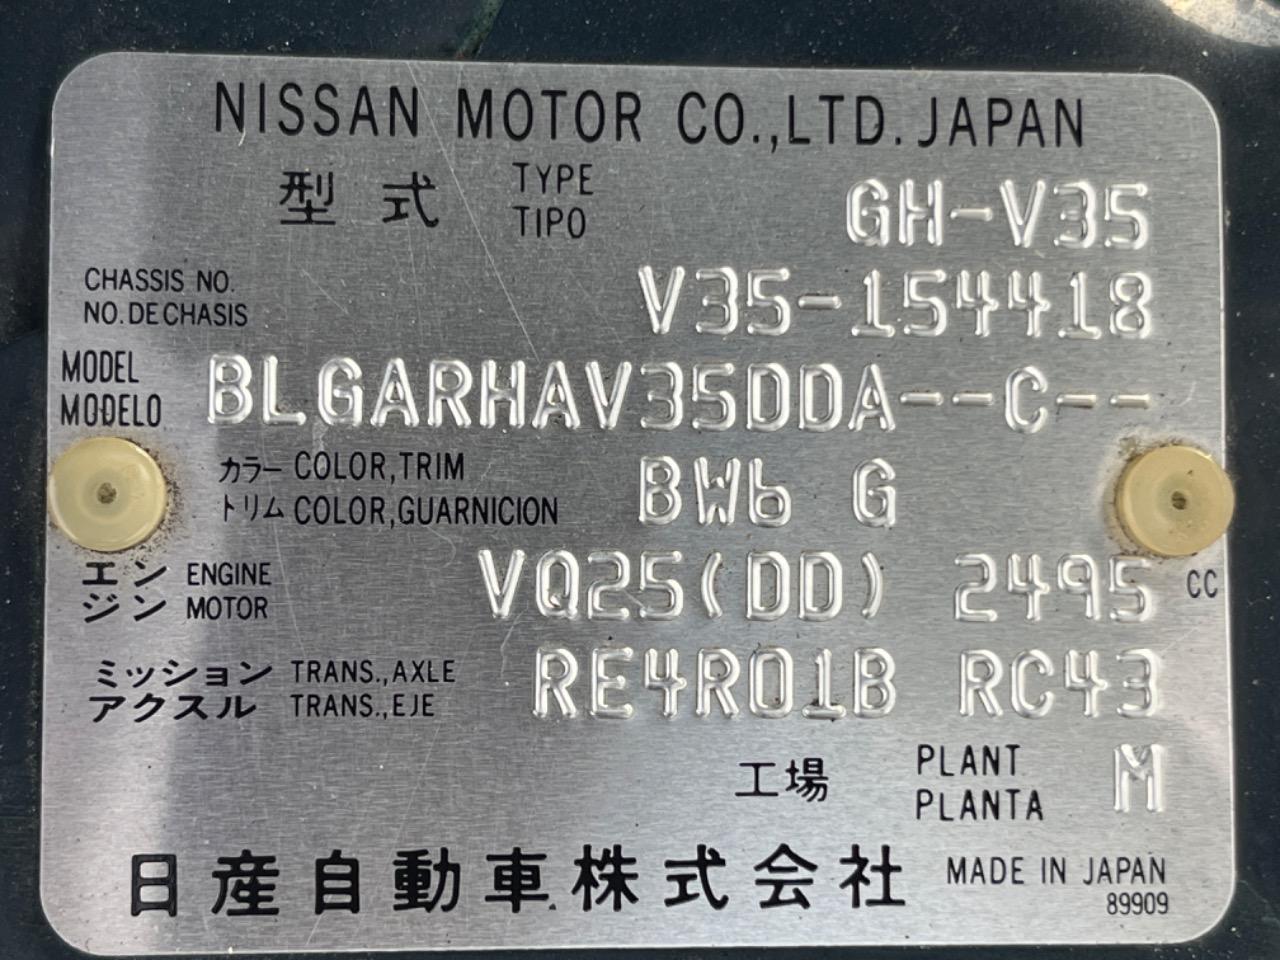 NISSAN MOTOR CO.,LTD. JAPAN
型式 TYPE TIPO GH-V35
CHASSIS NO. NO. DE CHASIS V35-154418
MODEL MODELO BLGARHAV35DDA--C--
カラー COLOR,TRIM
トリム COLOR,GUARNICION BW6 G
エンジン ENGINE MOTOR VQ25(DD) 2495 CC
ミッション TRANS.,AXLE
アクスル TRANS.,EJE RE4R01B RC43
工場 PLANT PLANTA M
日産自動車株式会社 MADE IN JAPAN
89909